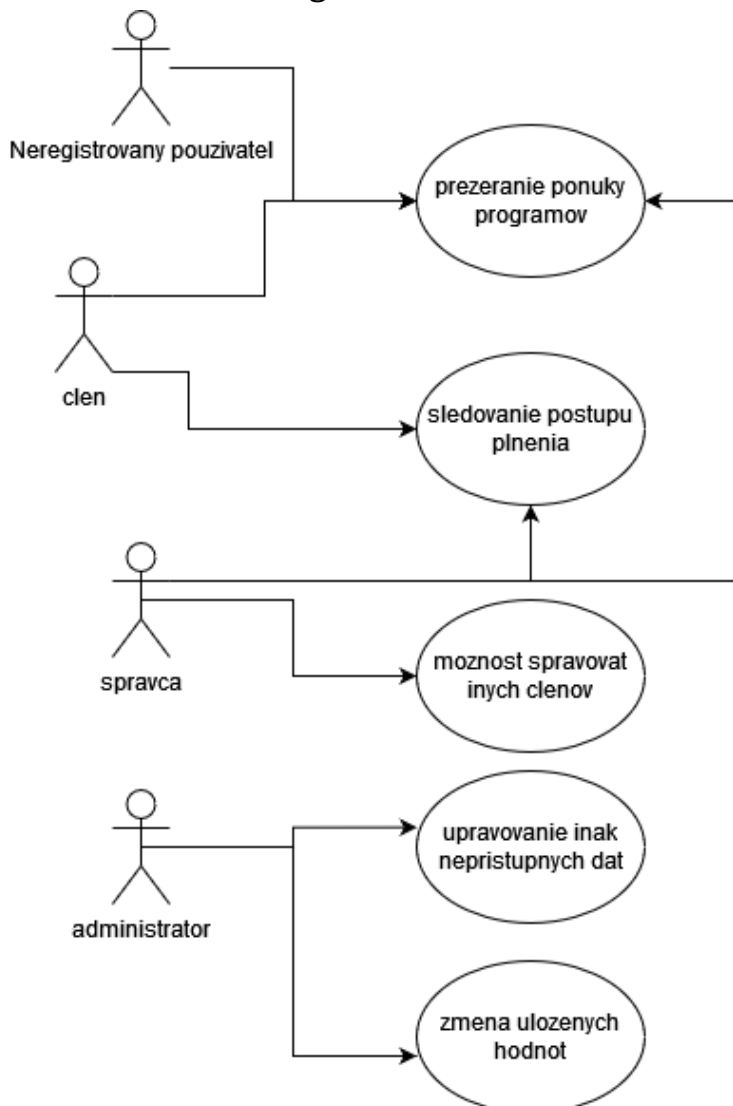 Neregistrovany pouzivatel
prezeranie ponuky
programov
clen
sledovanie postupu
plnenia
spravca
moznost spravovat
inych clenov
administrator
upravovanie inak
nepristupnych dat
zmena ulozenych
hodnot